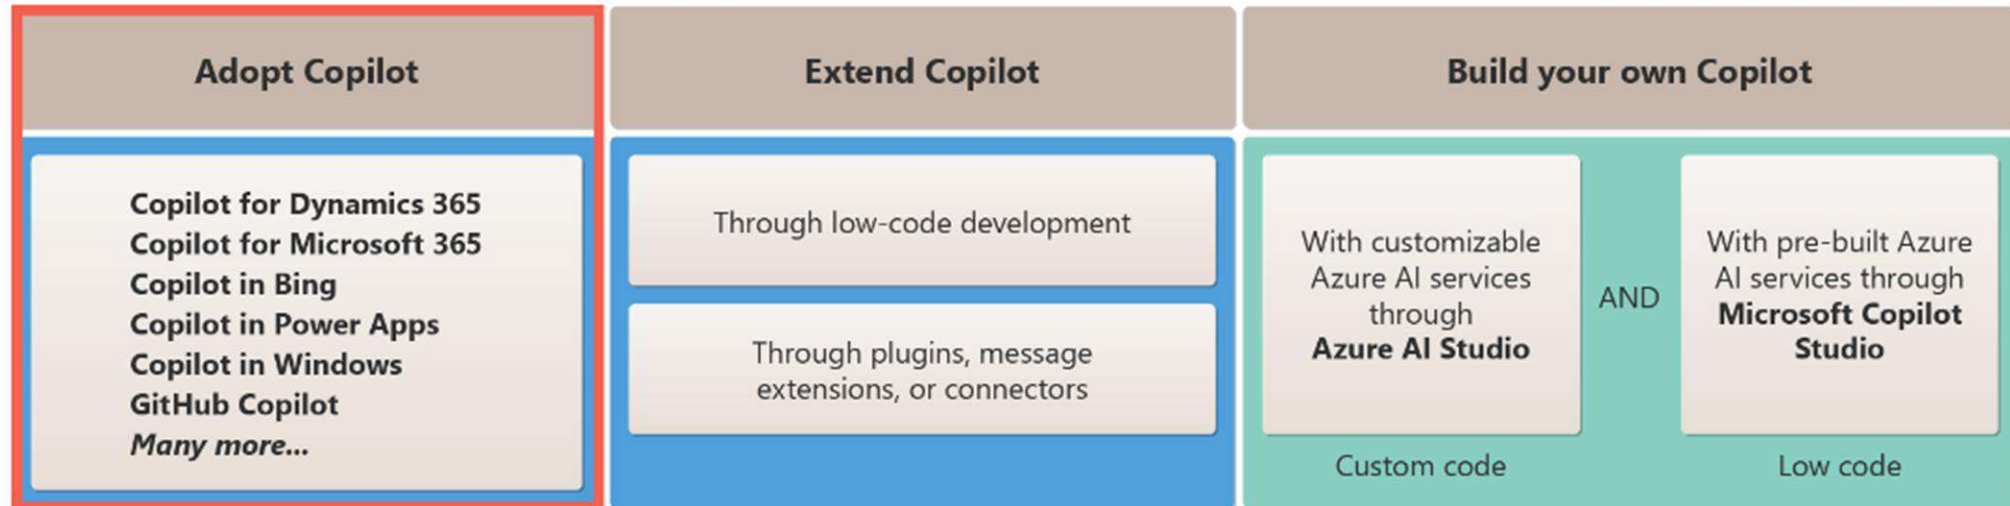 Adopt Copilot
Copilot for Dynamics 365
Copilot for Microsoft 365
Copilot in Bing
Copilot in Power Apps
Copilot in Windows
GitHub Copilot
Many more...
Extend Copilot
Through low-code development
Through plugins, message
extensions, or connectors
Build your own Copilot
With customizable
Azure AI services
through
Azure AI Studio
Custom code
AND
With pre-built Azure
AI services through
Microsoft Copilot
Studio
Low code